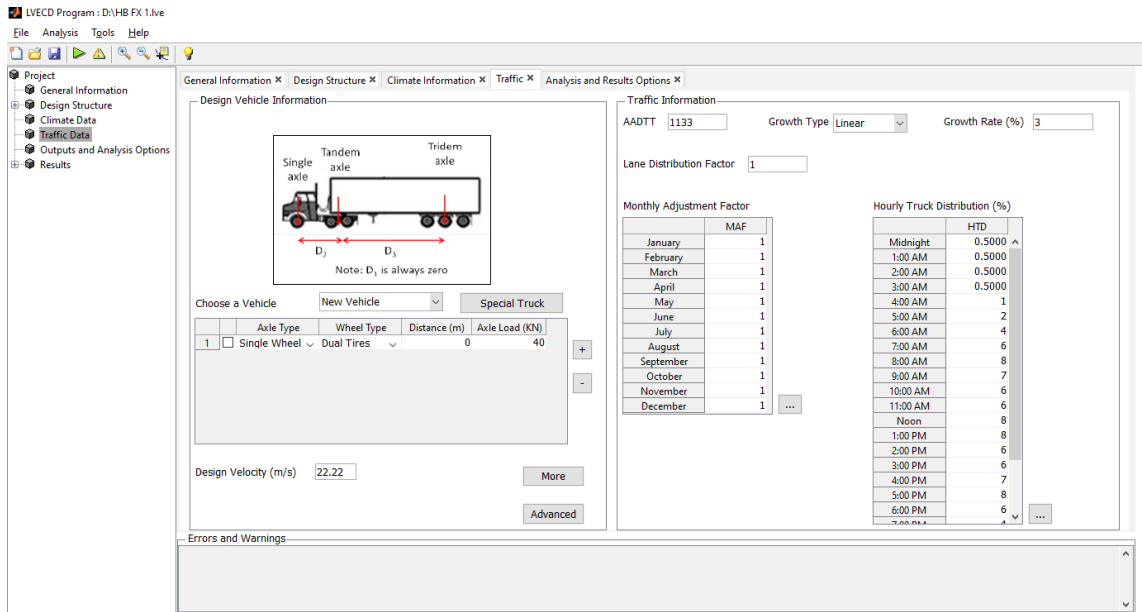 LVECD Program : D:\HB FX 1.lve
File Analysis Tools Help
Project
General Information
Design Structure
Climate Data
Traffic Data
Outputs and Analysis Options
Results
General Information Design Structure Climate Information Traffic Analysis and Results Options
Design Vehicle Information
Single axle
Tandem axle
Tridem axle
D2
D3
Note: D1 is always zero
Choose a Vehicle New Vehicle Special Truck
Axle Type Wheel Type Distance (m) Axle Load (KN)
1 Single Wheel Dual Tires 0 40
+
-
Design Velocity (m/s) 22.22 More
Advanced
Traffic Information
AADTT 1133 Growth Type Linear Growth Rate (%) 3
Lane Distribution Factor 1
Monthly Adjustment Factor
MAF
January 1
February 1
March 1
April 1
May 1
June 1
July 1
August 1
September 1
October 1
November 1
December 1
...
Hourly Truck Distribution (%)
HTD
Midnight 0.5000
1:00 AM 0.5000
2:00 AM 0.5000
3:00 AM 0.5000
4:00 AM 1
5:00 AM 2
6:00 AM 4
7:00 AM 6
8:00 AM 8
9:00 AM 7
10:00 AM 6
11:00 AM 6
Noon 8
1:00 PM 8
2:00 PM 6
3:00 PM 6
4:00 PM 7
5:00 PM 8
6:00 PM 6
7:00 PM 4
...
Errors and Warnings